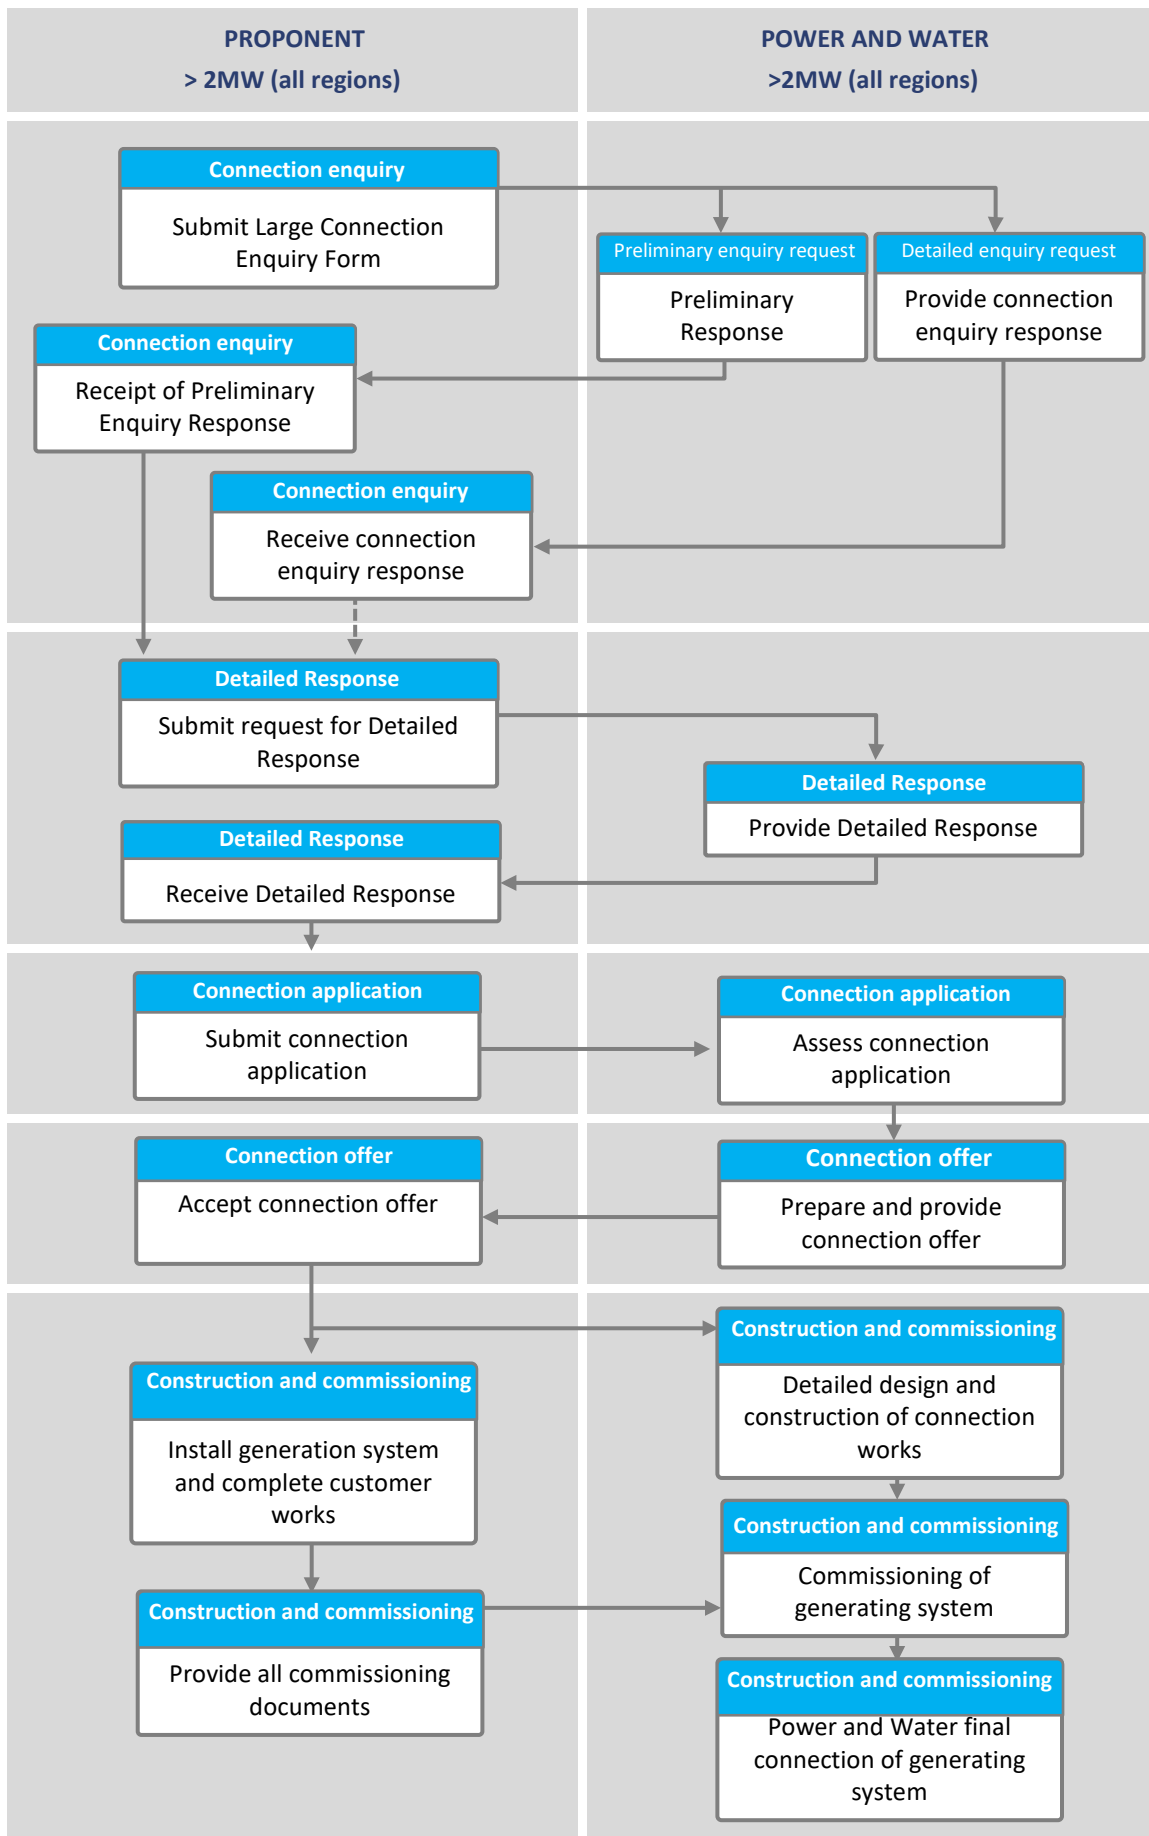 PROPONENT
> 2MW (all regions)
POWER AND WATER
>2MW (all regions)
Connection enquiry
Submit Large Connection
Enquiry Form
Preliminary enquiry request
Preliminary
Response
Detailed enquiry request
Provide connection
enquiry response
Connection enquiry
Receipt of Preliminary
Enquiry Response
Connection enquiry
Receive connection
enquiry response
Detailed Response
Submit request for Detailed
Response
Detailed Response
Provide Detailed Response
Detailed Response
Receive Detailed Response
Connection application
Submit connection
application
Connection application
Assess connection
application
Connection offer
Accept connection offer
Connection offer
Prepare and provide
connection offer
Construction and commissioning
Detailed design and
construction of connection
works
Construction and commissioning
Install generation system
and complete customer
works
Construction and commissioning
Commissioning of
generating system
Construction and commissioning
Provide all commissioning
documents
Construction and commissioning
Power and Water final
connection of generating
system